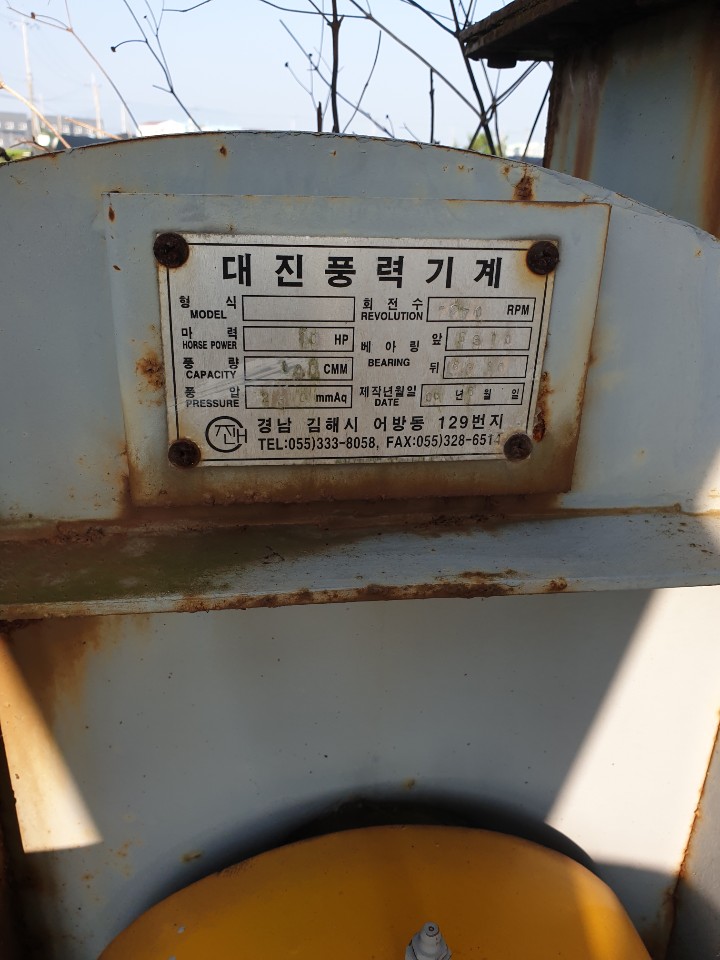 대진풍력기계
형 식 MODEL 회 전 수 REVOLUTION RPM
마 력 HORSE POWER 10 HP 베 아 링 BEARING 앞
풍 량 CAPACITY CMM 뒤
풍 압 PRESSURE mmAq 제작년월일 DATE 년 월 일
경남 김해시 어방동 129번지
TEL:055)333-8058, FAX:055)328-6514